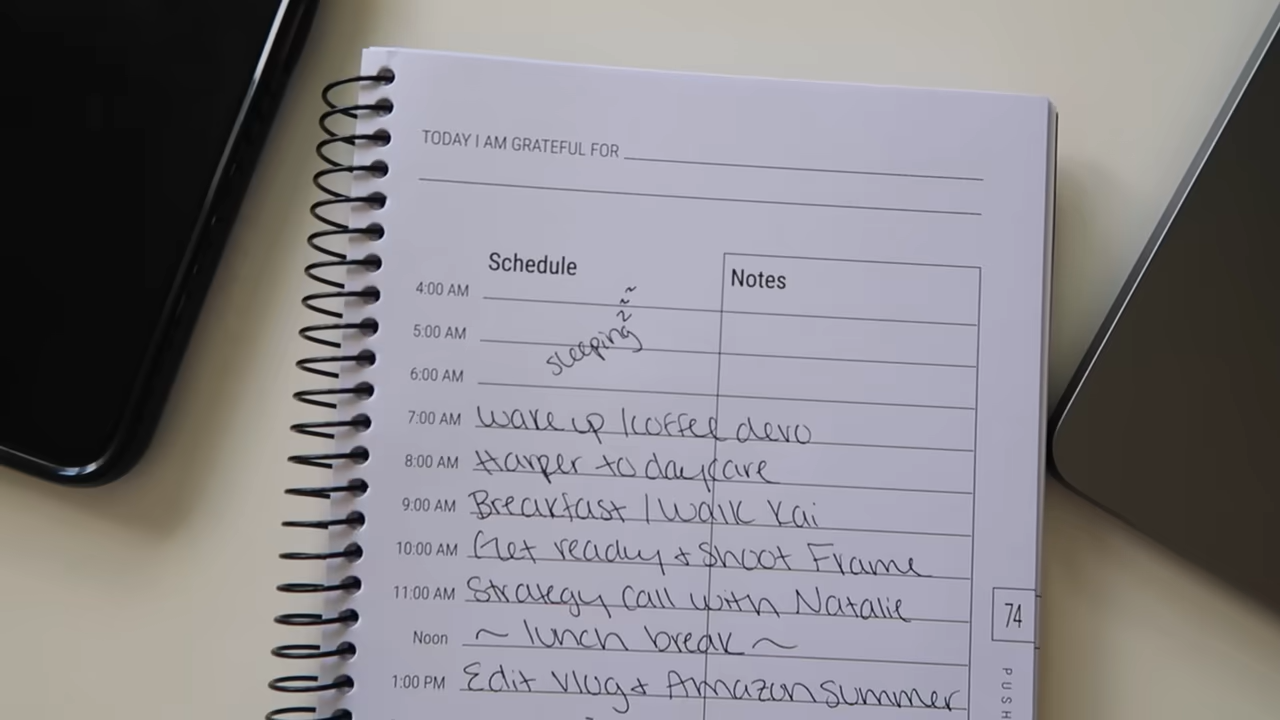 TODAY I AM GRATEFUL FOR
Schedule
Notes
4:00 AM
5:00 AM sleeping z z z
6:00 AM
7:00 AM Wake up / coffee devo
8:00 AM Harper to daycare
9:00 AM Breakfast / Walk Kai
10:00 AM Get ready + Shoot Frame
11:00 AM Strategy call with Natalie
Noon ~ lunch break ~
1:00 PM Edit Vlog + Amazon Summer
74
PUSH